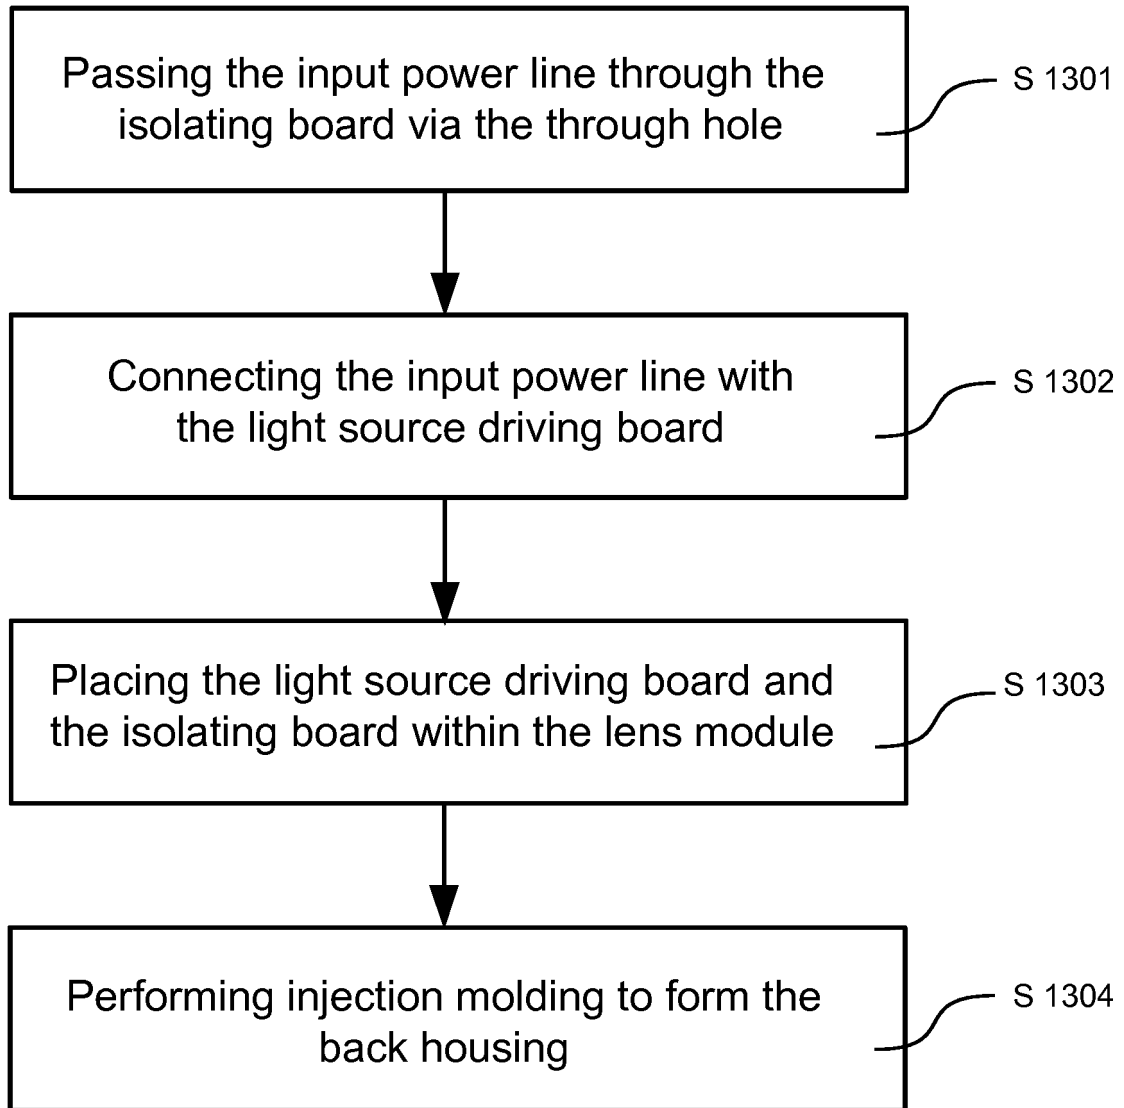 Passing the input power line through the
isolating board via the through hole
S 1301
Connecting the input power line with
the light source driving board
S 1302
Placing the light source driving board and
the isolating board within the lens module
S 1303
Performing injection molding to form the
back housing
S 1304